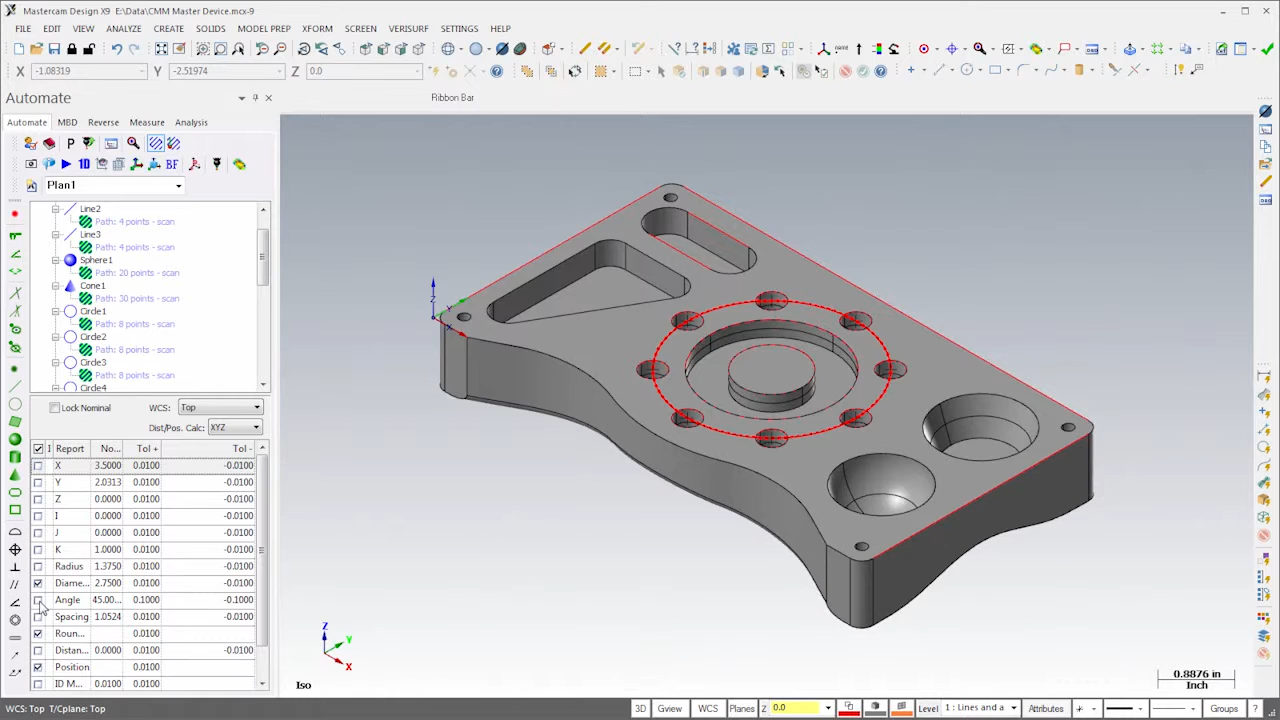 Mastercam Design X9 E:\Data\CMM Master Device.mcx-9
FILE EDIT VIEW ANALYZE CREATE SOLIDS MODEL PREP XFORM SCREEN VERISURF SETTINGS HELP
X -1.08319 Y -2.51974 Z 0.0
Automate
Ribbon Bar
Automate MBD Reverse Measure Analysis
P
1D BF
Plan1
Line2
Path: 4 points - scan
Line3
Path: 4 points - scan
Sphere1
Path: 20 points - scan
Cone1
Path: 30 points - scan
Circle1
Path: 8 points - scan
Circle2
Path: 8 points - scan
Circle3
Path: 8 points - scan
Circle4
Lock Nominal WCS: Top
Dist/Pos. Calc: XYZ
I Report No... Tol + Tol -
X 3.5000 0.0100 -0.0100
Y 2.0313 0.0100 -0.0100
Z 0.0000 0.0100 -0.0100
I 0.0000 0.0100 -0.0100
J 0.0000 0.0100 -0.0100
K 1.0000 0.0100 -0.0100
Radius 1.3750 0.0100 -0.0100
Diame... 2.7500 0.0100 -0.0100
Angle 45.00... 0.1000 -0.1000
Spacing 1.0524 0.0100 -0.0100
Roun... 0.0100
Distan... 0.0000 0.0100 -0.0100
Position 0.0100
ID M... 0.0100 0.0100
Z Y X
Z Y X
Iso
0.8876 in
Inch
WCS: Top T/Cplane: Top 3D Gview WCS Planes Z 0.0 Level 1 : Lines and a Attributes Groups ?